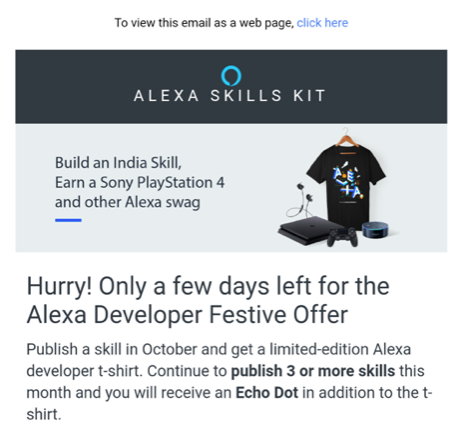 To view this email as a web page, click here
ALEXA SKILLS KIT
Build an India Skill,
Earn a Sony PlayStation 4
and other Alexa swag
Hurry! Only a few days left for the
Alexa Developer Festive Offer
Publish a skill in October and get a limited-edition Alexa
developer t-shirt. Continue to publish 3 or more skills this
month and you will receive an Echo Dot in addition to the t-
shirt.